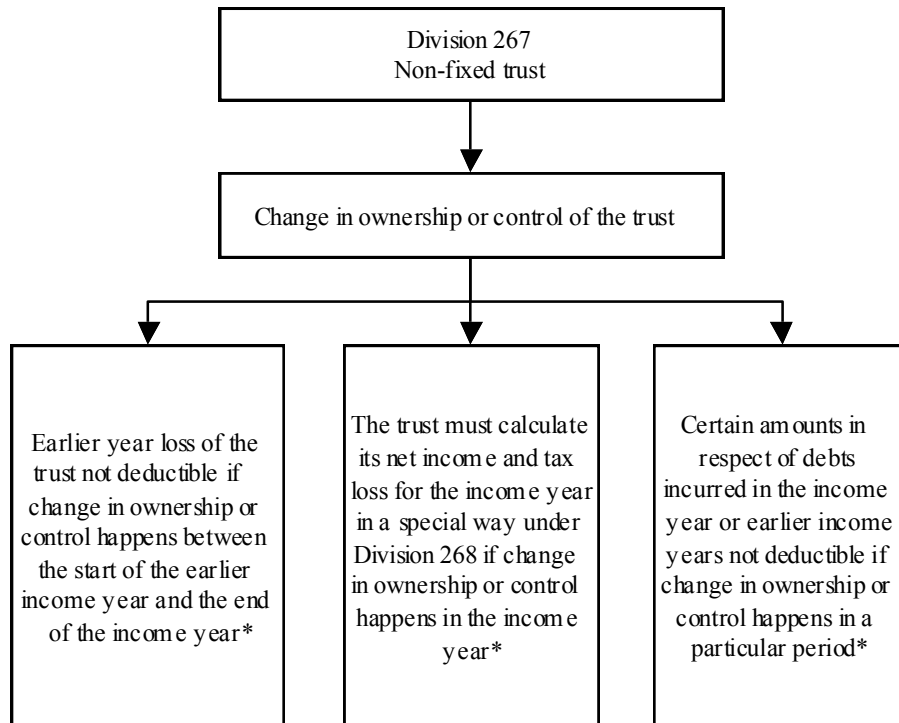 Division 267
Non-fixed trust
Change in ownership or control of the trust
Earlier year loss of the
trust not deductible if
change in ownership or
control happens between
the start of the earlier
income year and the end
of the income year*
The trust must calculate
its net income and tax
loss for the income year
in a special way under
Division 268 if change
in ownership or control
happens in the income
year*
Certain amounts in
respect of debts
incurred in the income
year or earlier income
years not deductible if
change in ownership or
control happens in a
particular period*